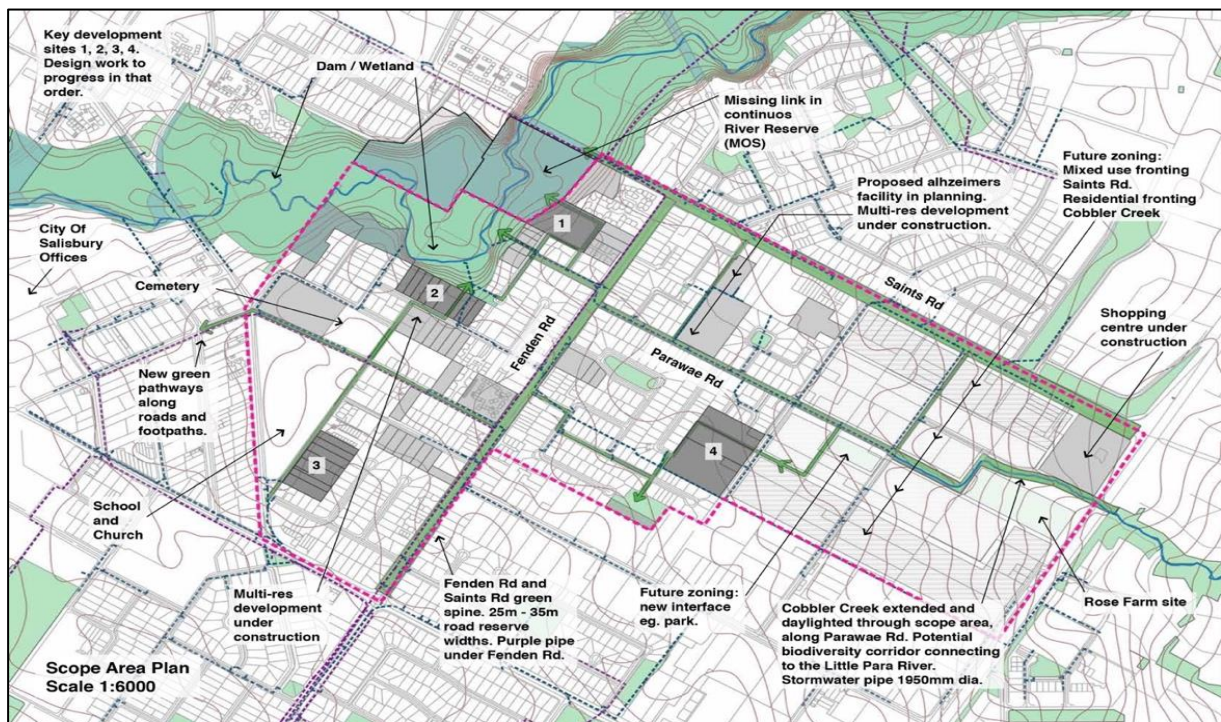 Key development
sites 1, 2, 3, 4.
Design work to
progress in that
order.
Dam / Wetland
Missing link in
continuos
River Reserve
(MOS)
Proposed alhzeimers
facility in planning.
Multi-res development
under construction.
Future zoning:
Mixed use fronting
Saints Rd.
Residential fronting
Cobbler Creek
City Of
Salisbury
Offices
Cemetery
1
2
Fenden Rd
Saints Rd
Parawae Rd
Shopping
centre under
construction
New green
pathways
along
roads and
footpaths.
3
4
School
and
Church
Multi-res
development
under
construction
Fenden Rd and
Saints Rd green
spine. 25m - 35m
road reserve
widths. Purple pipe
under Fenden Rd.
Future zoning:
new interface
eg. park.
Cobbler Creek extended and
daylighted through scope area,
along Parawae Rd. Potential
biodiversity corridor connecting
to the Little Para River.
Stormwater pipe 1950mm dia.
Rose Farm site
Scope Area Plan
Scale 1:6000